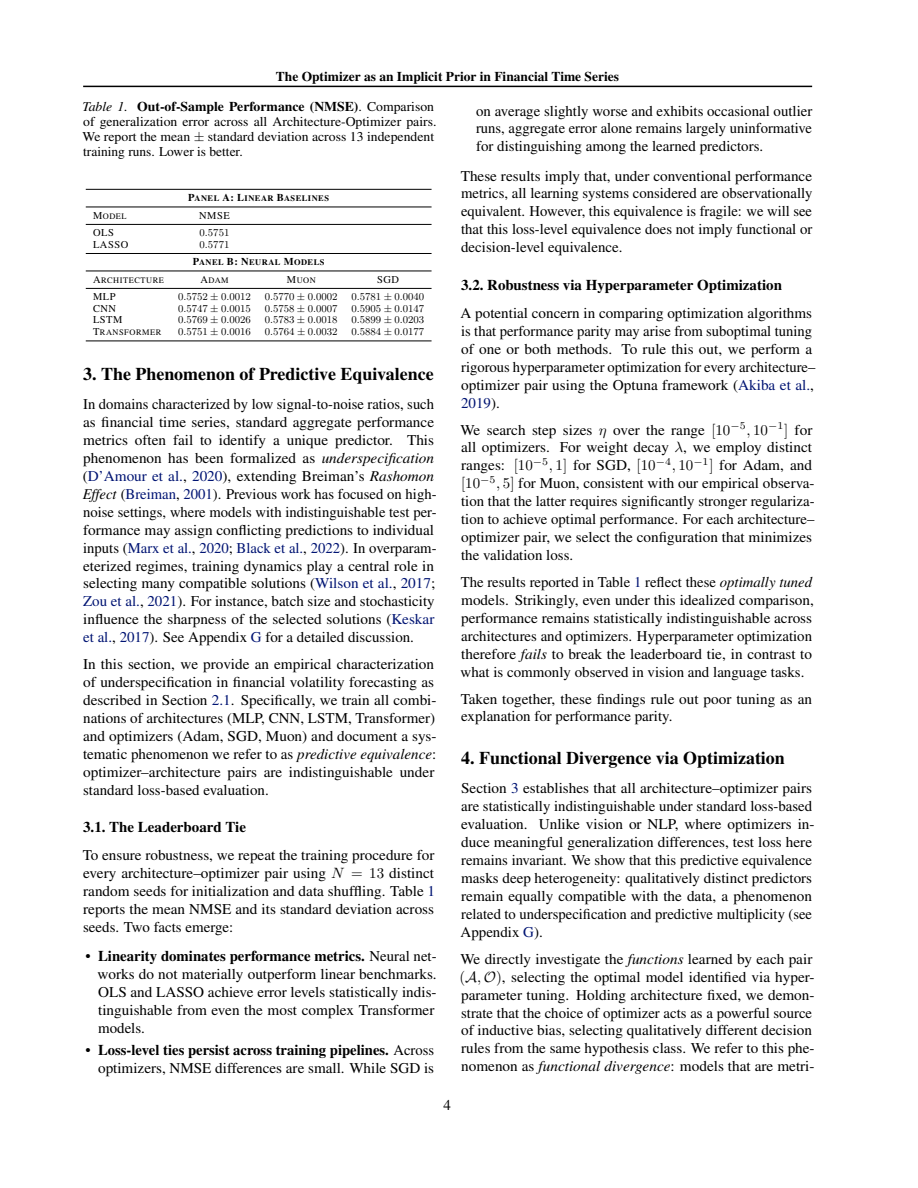 The Optimizer as an Implicit Prior in Financial Time Series
Table 1. Out-of-Sample Performance (NMSE). Comparison
of generalization error across all Architecture-Optimizer pairs.
We report the mean ± standard deviation across 13 independent
training runs. Lower is better.
PANEL A: LINEAR BASELINES
MODEL NMSE
OLS 0.5751
LASSO 0.5771
PANEL B: NEURAL MODELS
ARCHITECTURE ADAM MUON SGD
MLP 0.5752 ± 0.0012 0.5770 ± 0.0002 0.5781 ± 0.0040
CNN 0.5747 ± 0.0015 0.5758 ± 0.0007 0.5905 ± 0.0147
LSTM 0.5769 ± 0.0026 0.5783 ± 0.0018 0.5899 ± 0.0203
TRANSFORMER 0.5751 ± 0.0016 0.5764 ± 0.0032 0.5884 ± 0.0177
3. The Phenomenon of Predictive Equivalence
In domains characterized by low signal-to-noise ratios, such
as financial time series, standard aggregate performance
metrics often fail to identify a unique predictor. This
phenomenon has been formalized as underspecification
(D'Amour et al., 2020), extending Breiman's Rashomon
Effect (Breiman, 2001). Previous work has focused on high-
noise settings, where models with indistinguishable test per-
formance may assign conflicting predictions to individual
inputs (Marx et al., 2020; Black et al., 2022). In overparam-
eterized regimes, training dynamics play a central role in
selecting many compatible solutions (Wilson et al., 2017;
Zou et al., 2021). For instance, batch size and stochasticity
influence the sharpness of the selected solutions (Keskar
et al., 2017). See Appendix G for a detailed discussion.
In this section, we provide an empirical characterization
of underspecification in financial volatility forecasting as
described in Section 2.1. Specifically, we train all combi-
nations of architectures (MLP, CNN, LSTM, Transformer)
and optimizers (Adam, SGD, Muon) and document a sys-
tematic phenomenon we refer to as predictive equivalence:
optimizer–architecture pairs are indistinguishable under
standard loss-based evaluation.
3.1. The Leaderboard Tie
To ensure robustness, we repeat the training procedure for
every architecture–optimizer pair using N = 13 distinct
random seeds for initialization and data shuffling. Table 1
reports the mean NMSE and its standard deviation across
seeds. Two facts emerge:
• Linearity dominates performance metrics. Neural net-
works do not materially outperform linear benchmarks.
OLS and LASSO achieve error levels statistically indis-
tinguishable from even the most complex Transformer
models.
• Loss-level ties persist across training pipelines. Across
optimizers, NMSE differences are small. While SGD is
on average slightly worse and exhibits occasional outlier
runs, aggregate error alone remains largely uninformative
for distinguishing among the learned predictors.
These results imply that, under conventional performance
metrics, all learning systems considered are observationally
equivalent. However, this equivalence is fragile: we will see
that this loss-level equivalence does not imply functional or
decision-level equivalence.
3.2. Robustness via Hyperparameter Optimization
A potential concern in comparing optimization algorithms
is that performance parity may arise from suboptimal tuning
of one or both methods. To rule this out, we perform a
rigorous hyperparameter optimization for every architecture–
optimizer pair using the Optuna framework (Akiba et al.,
2019).
We search step sizes η over the range [10⁻⁵, 10⁻¹] for
all optimizers. For weight decay λ, we employ distinct
ranges: [10⁻⁵, 1] for SGD, [10⁻⁴, 10⁻¹] for Adam, and
[10⁻⁵, 5] for Muon, consistent with our empirical observa-
tion that the latter requires significantly stronger regulariza-
tion to achieve optimal performance. For each architecture–
optimizer pair, we select the configuration that minimizes
the validation loss.
The results reported in Table 1 reflect these optimally tuned
models. Strikingly, even under this idealized comparison,
performance remains statistically indistinguishable across
architectures and optimizers. Hyperparameter optimization
therefore fails to break the leaderboard tie, in contrast to
what is commonly observed in vision and language tasks.
Taken together, these findings rule out poor tuning as an
explanation for performance parity.
4. Functional Divergence via Optimization
Section 3 establishes that all architecture–optimizer pairs
are statistically indistinguishable under standard loss-based
evaluation. Unlike vision or NLP, where optimizers in-
duce meaningful generalization differences, test loss here
remains invariant. We show that this predictive equivalence
masks deep heterogeneity: qualitatively distinct predictors
remain equally compatible with the data, a phenomenon
related to underspecification and predictive multiplicity (see
Appendix G).
We directly investigate the functions learned by each pair
(𝒜, 𝒪), selecting the optimal model identified via hyper-
parameter tuning. Holding architecture fixed, we demon-
strate that the choice of optimizer acts as a powerful source
of inductive bias, selecting qualitatively different decision
rules from the same hypothesis class. We refer to this phe-
nomenon as functional divergence: models that are metri-
4